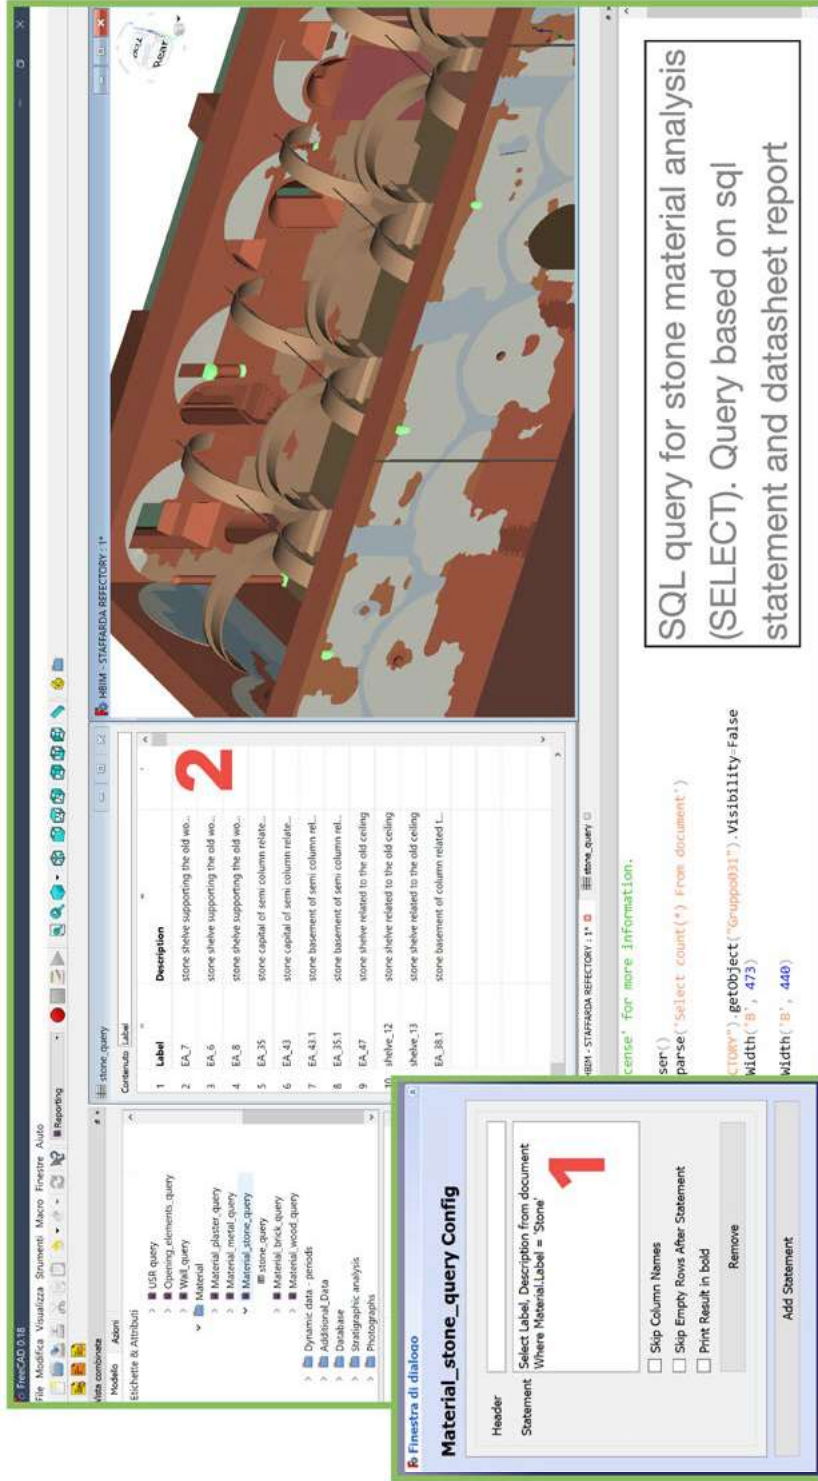 FreeCAD 0.18
File Modifica Visualizza Strumenti Macro Finestre Aiuto
Reporting
Vista combinata
Modello Azioni
Etichette & Attributi
USR_query
Opening_elements_query
Wall_query
Material
Material_plaster_query
Material_metal_query
Material_stone_query
stone_query
Material_brick_query
Material_wood_query
Dynamic data - periods
Additional_Data
Database
Stratigraphic analysis
Photographs
stone_query
Contenuto Label
1 Label Description
2 EA_7 stone shelve supporting the old wo...
3 EA_6 stone shelve supporting the old wo...
4 EA_8 stone shelve supporting the old wo...
5 EA_35 stone capital of semi column relate...
6 EA_43 stone capital of semi column relate...
7 EA_43.1 stone basement of semi column rel...
8 EA_35.1 stone basement of semi column rel...
9 EA_47 stone shelve related to the old ceiling
10 shelve_12 stone shelve related to the old ceiling
shelve_13 stone shelve related to the old ceiling
EA_38.1 stone basement of column related t...
2
HBIM - STAFFARDA REFECTORY : 1*
Top
Rear
HBIM - STAFFARDA REFECTORY : 1*
stone_query
cense' for more information.
ser()
parse('Select count(*) From document')
CTORY").getObject("Gruppo031").Visibility=False
Width('B', 473)
Width('B', 440)
Finestra di dialogo
Material_stone_query Config
Header
Statement Select Label, Description from document
Where Material.Label = 'Stone'
1
Skip Column Names
Skip Empty Rows After Statement
Print Result in bold
Remove
Add Statement
SQL query for stone material analysis
(SELECT). Query based on sql
statement and datasheet report